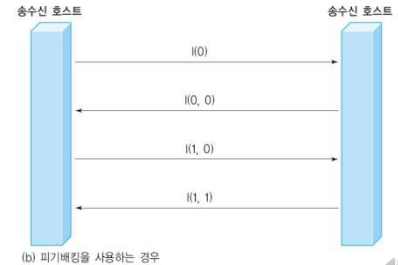 송수신 호스트 송수신 호스트
I(0)
I(0, 0)
I(1, 0)
I(1, 1)
(b) 피기배킹을 사용하는 경우